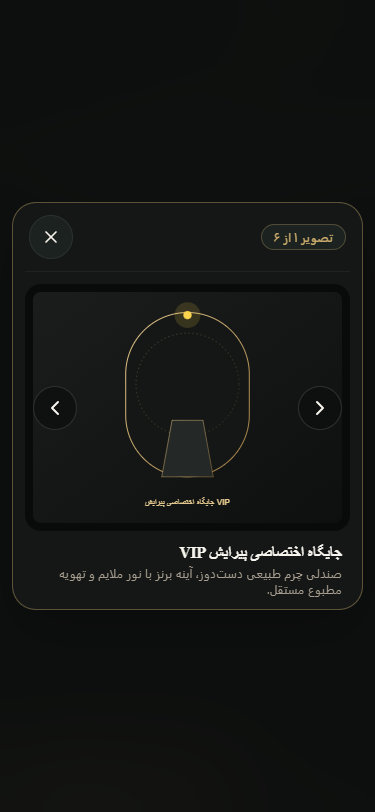 تصویر ۱ از ۶
جایگاه اختصاصی پیرایش VIP
جایگاه اختصاصی پیرایش VIP
صندلی چرم طبیعی دست‌دوز، آینه برنز با نور ملایم و تهویه
مطبوع مستقل.